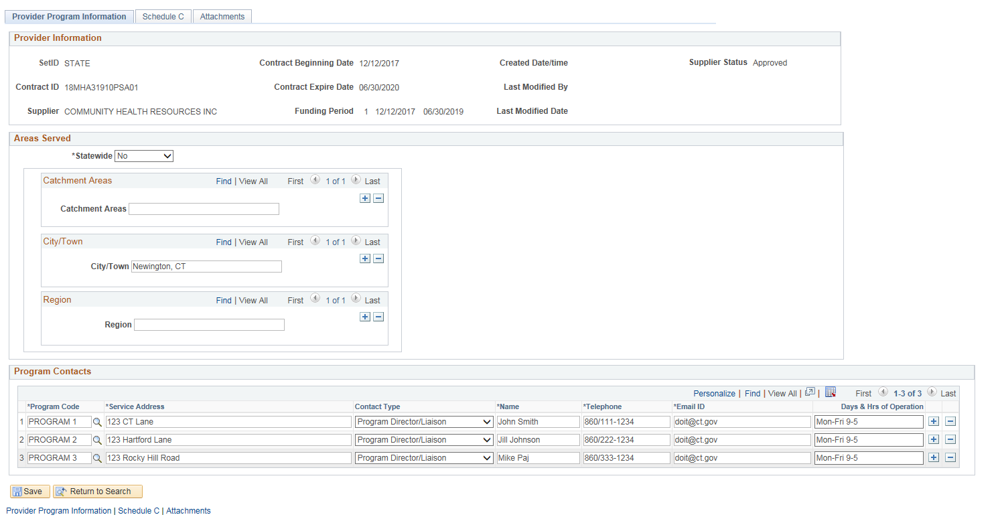 Provider Program Information Schedule C Attachments
Provider Information
SetID STATE Contract Beginning Date 12/12/2017 Created Date/time Supplier Status Approved
Contract ID 18MHA31910PSA01 Contract Expire Date 06/30/2020 Last Modified By
Supplier COMMUNITY HEALTH RESOURCES INC Funding Period 1 12/12/2017 06/30/2019 Last Modified Date
Areas Served
*Statewide No
Catchment Areas Find | View All First 1 of 1 Last
Catchment Areas
City/Town Find | View All First 1 of 1 Last
City/Town Newington, CT
Region Find | View All First 1 of 1 Last
Region
Program Contacts
Personalize | Find | View All | | First 1-3 of 3 Last
*Program Code *Service Address Contact Type *Name *Telephone *Email ID Days & Hrs of Operation
1 PROGRAM 1 123 CT Lane Program Director/Liaison John Smith 860/111-1234 doit@ct.gov Mon-Fri 9-5
2 PROGRAM 2 123 Hartford Lane Program Director/Liaison Jill Johnson 860/222-1234 doit@ct.gov Mon-Fri 9-5
3 PROGRAM 3 123 Rocky Hill Road Program Director/Liaison Mike Paj 860/333-1234 doit@ct.gov Mon-Fri 9-5
Save Return to Search
Provider Program Information | Schedule C | Attachments